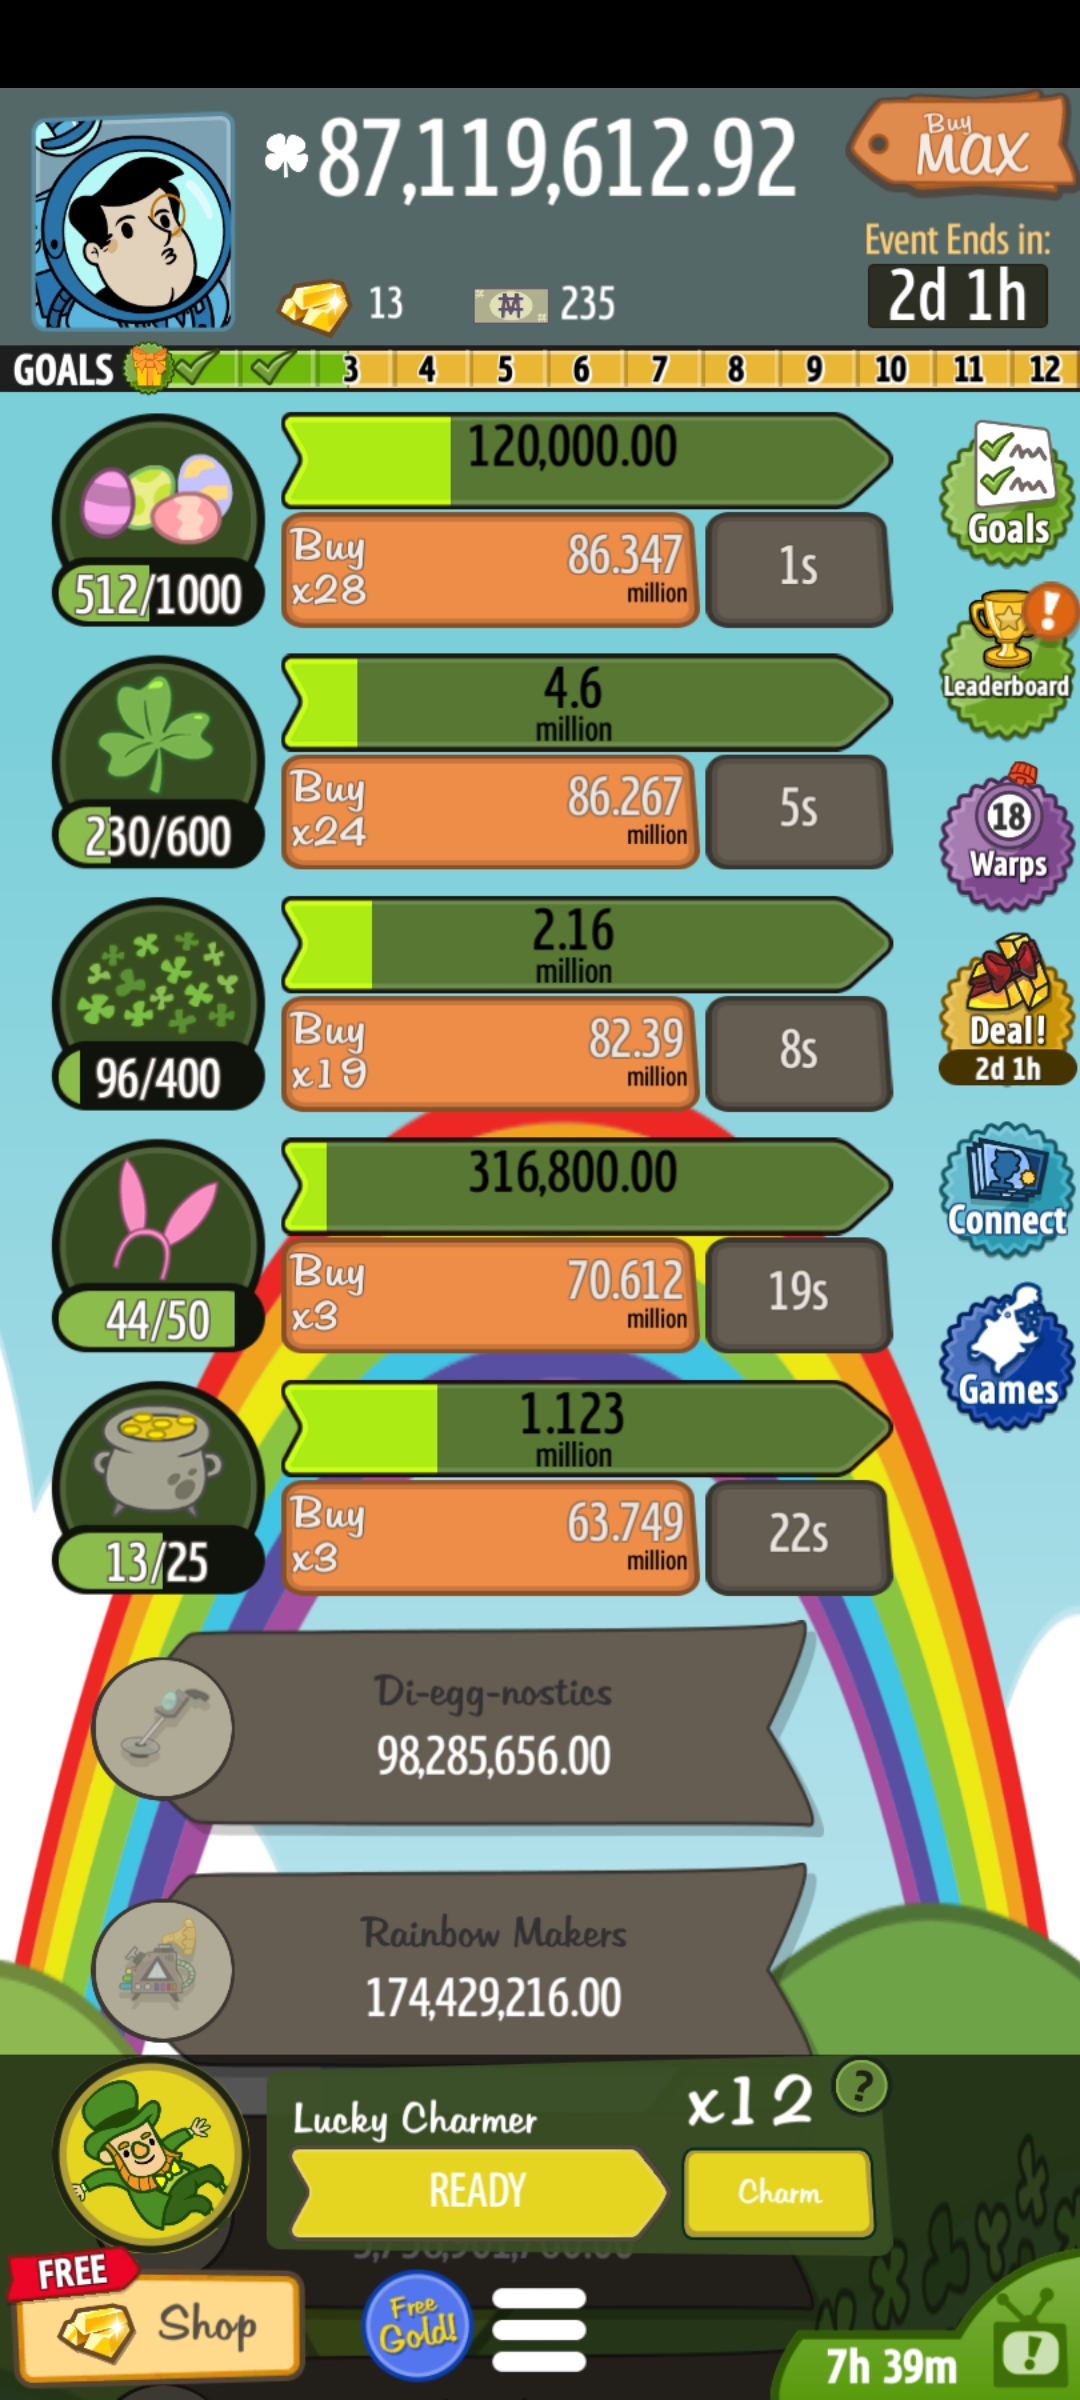 87,119,612.92
Buy
MAX
Event Ends in:
2d 1h
13
235
GOALS
3 4 5 6 7 8 9 10 11 12
120,000.00
Buy
x28
86.347
million
1s
512/1000
Goals
4.6
million
Buy
x24
86.267
million
5s
230/600
Leaderboard
2.16
million
Buy
x19
82.39
million
8s
96/400
18
Warps
Deal!
2d 1h
316,800.00
Buy
x3
70.612
million
19s
44/50
Connect
Games
1.123
million
Buy
x3
63.749
million
22s
13/25
Di-egg-nostics
98,285,656.00
Rainbow Makers
174,429,216.00
Lucky Charmer
x12
?
READY
Charm
FREE
Shop
Free
Gold!
7h 39m